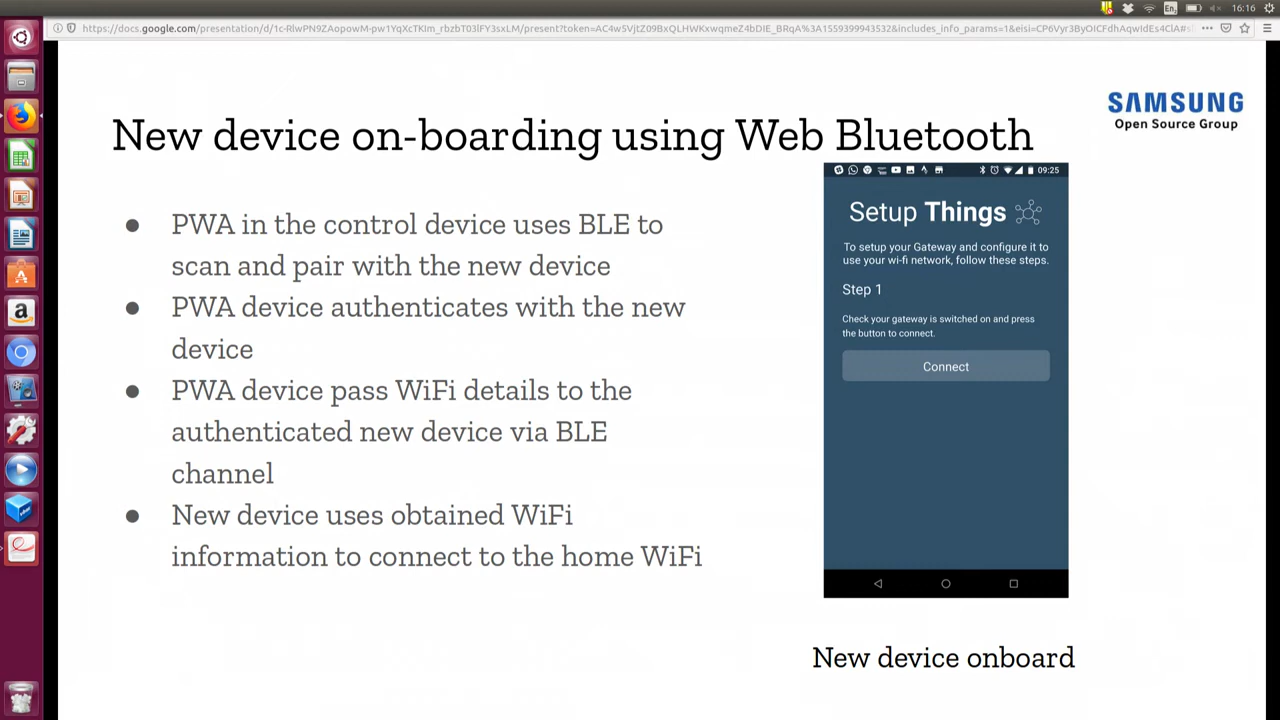 En
16:16
New device on-boarding using Web Bluetooth
SAMSUNG
Open Source Group
● PWA in the control device uses BLE to
scan and pair with the new device
● PWA device authenticates with the new
device
● PWA device pass WiFi details to the
authenticated new device via BLE
channel
● New device uses obtained WiFi
information to connect to the home WiFi
09:25
Setup Things
To setup your Gateway and configure it to
use your wi-fi network, follow these steps.
Step 1
Check your gateway is switched on and press
the button to connect.
Connect
New device onboard